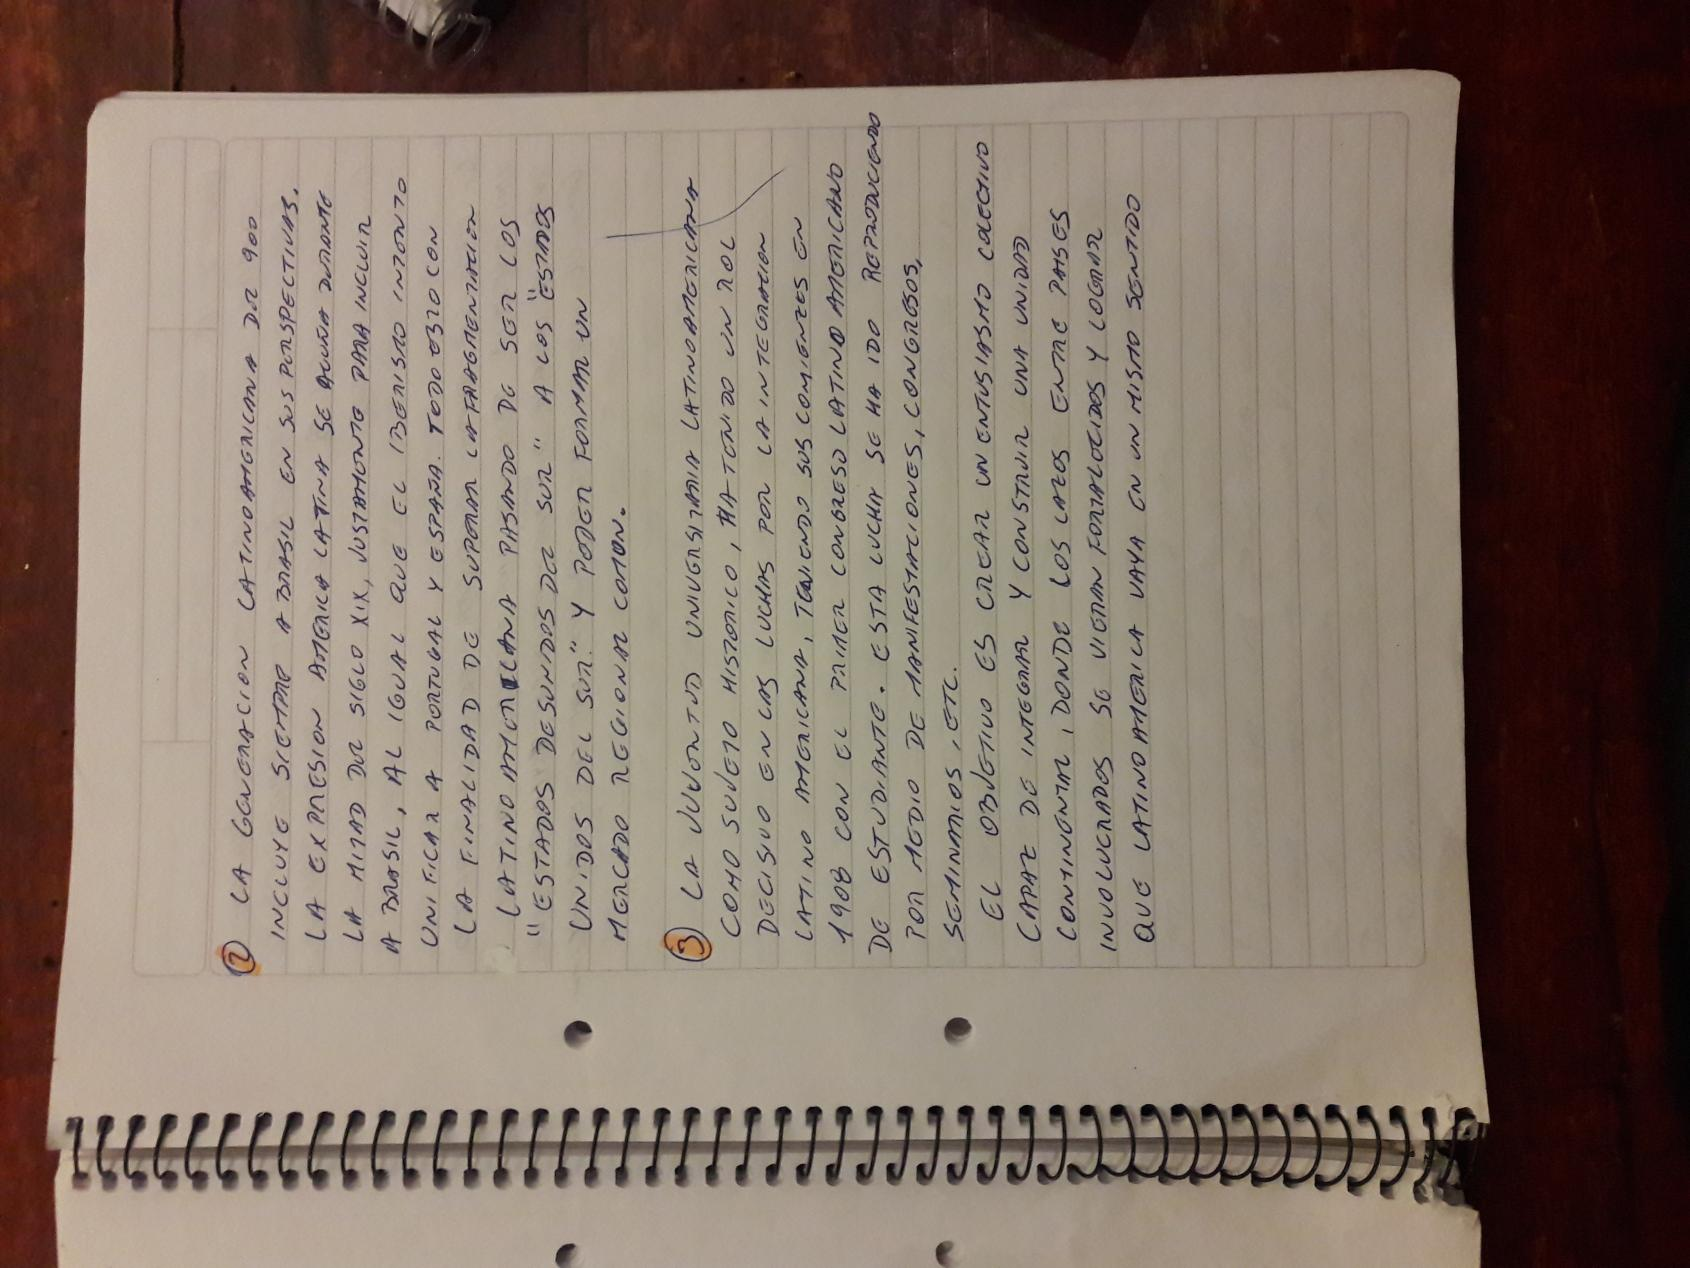 ② LA GENERACION LATINOAMERICANA DEL 900
INCLUYE SIEMPRE A BRASIL EN SUS PERSPECTIVAS.
LA EXPRESION AMERICA LATINA SE ACUÑA DURANTE
LA MITAD DEL SIGLO XIX, JUSTAMENTE PARA INCLUIR
A BRASIL, AL IGUAL QUE EL IBERISMO INTENTO
UNIFICAR A PORTUGAL Y ESPAÑA. TODO ESTO CON
LA FINALIDAD DE SUPERAR LA FRAGMENTACION
LATINO AMERICANA PASANDO DE SER LOS
"ESTADOS DESUNIDOS DEL SUR" A LOS "ESTADOS
UNIDOS DEL SUR" Y PODER FORMAR UN
MERCADO REGIONAL COMUN.
③ LA JUVENTUD UNIVERSITARIA LATINOAMERICANA
COMO SUJETO HISTORICO, HA TENIDO UN ROL
DECISIVO EN LAS LUCHAS POR LA INTEGRACION
LATINO AMERICANA, TENIENDO SUS COMIENZOS EN
1908 CON EL PRIMER CONGRESO LATINO AMERICANO
DE ESTUDIANTE. ESTA LUCHA SE HA IDO REPRODUCIENDO
POR MEDIO DE MANIFESTACIONES, CONGRESOS,
SEMINARIOS, ETC.
EL OBJETIVO ES CREAR UN ENTUSIASMO COLECTIVO
CAPAZ DE INTEGRAR Y CONSTRUIR UNA UNIDAD
CONTINENTAL, DONDE LOS LAZOS ENTRE PAISES
INVOLUCRADOS SE VIERAN FORTALECIDOS Y LOGRAR
QUE LATINOAMERICA VAYA EN UN MISMO SENTIDO